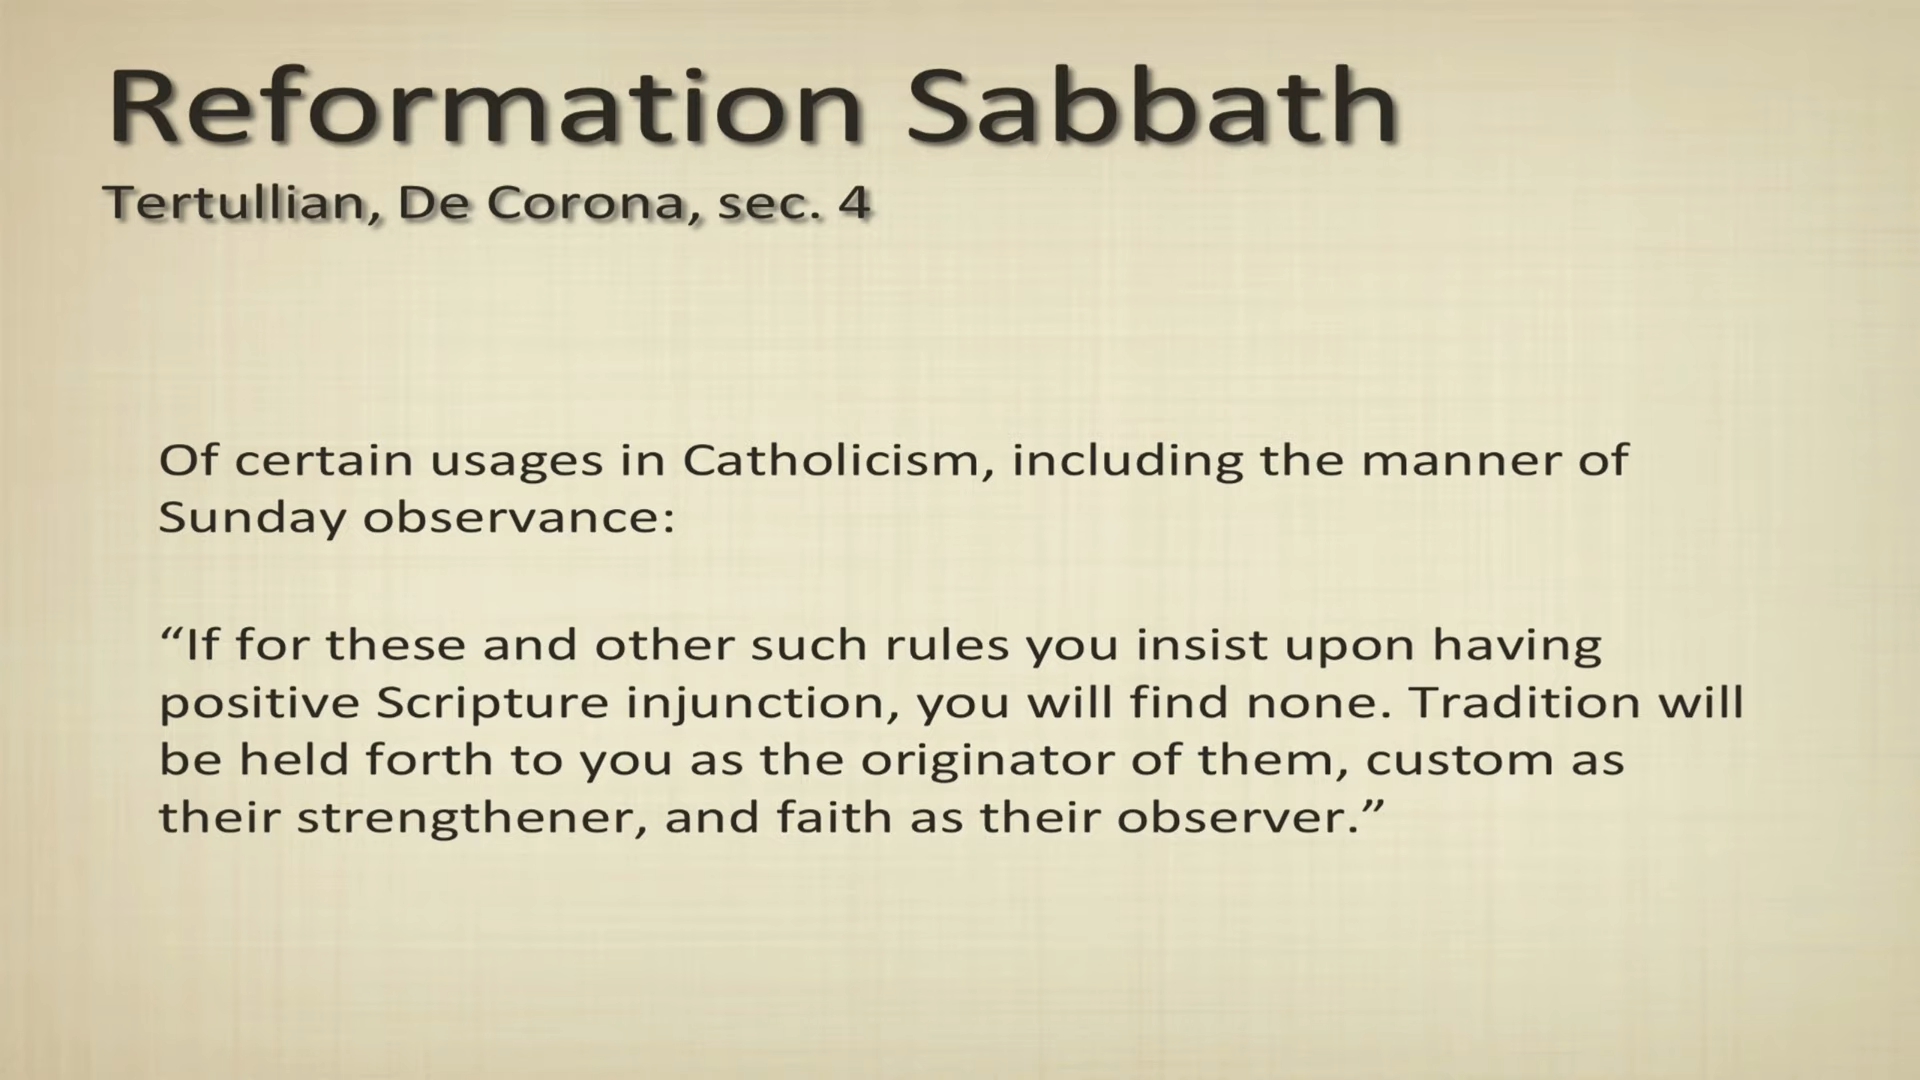 Reformation Sabbath
Tertullian, De Corona, sec. 4
Of certain usages in Catholicism, including the manner of
Sunday observance:
“If for these and other such rules you insist upon having
positive Scripture injunction, you will find none. Tradition will
be held forth to you as the originator of them, custom as
their strengthener, and faith as their observer.”